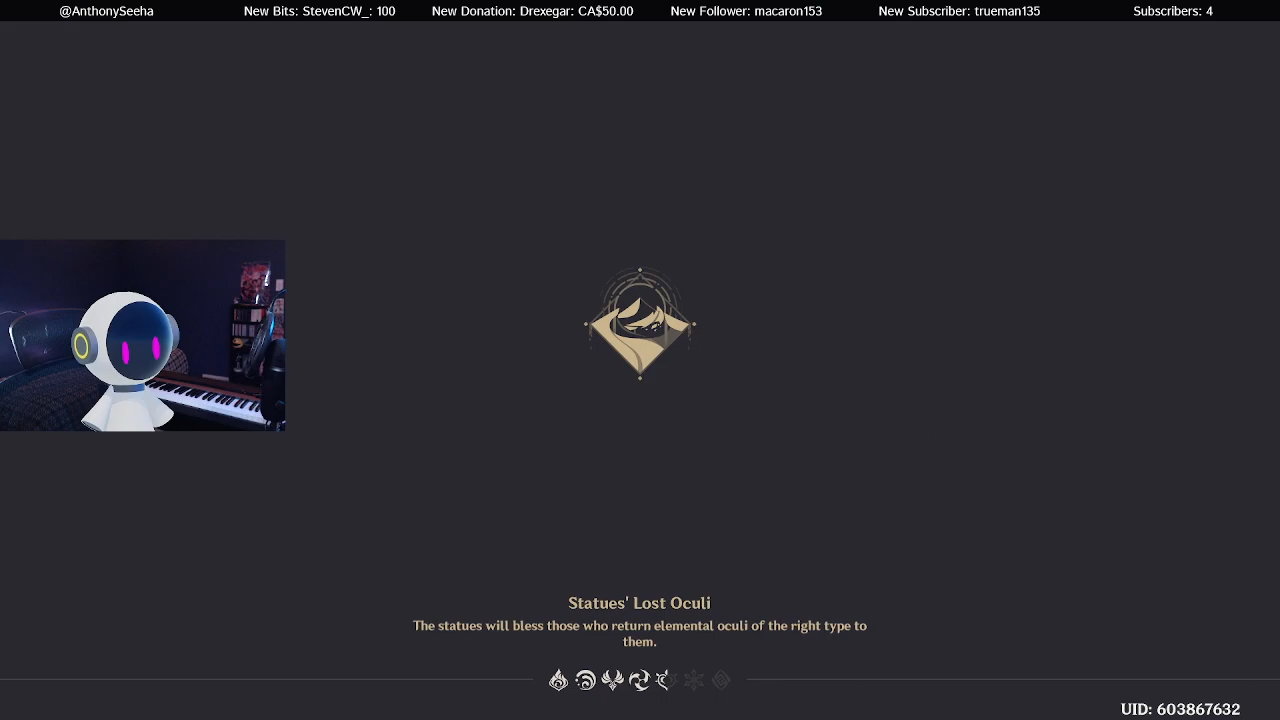 @AnthonySeeha New Bits: StevenCW_: 100 New Donation: Drexegar: CA$50.00 New Follower: macaron153 New Subscriber: trueman135 Subscribers: 4
Statues' Lost Oculi
The statues will bless those who return elemental oculi of the right type to
them.
UID: 603867632